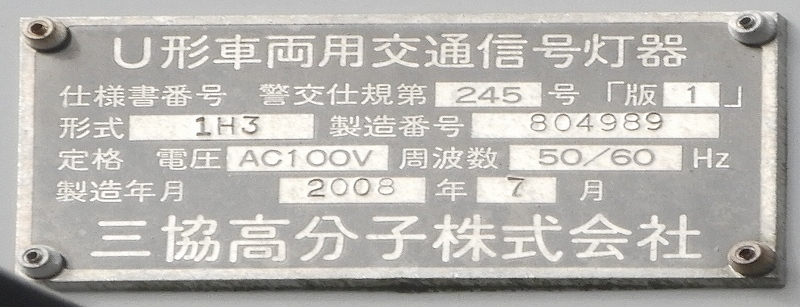 U形車両用交通信号灯器
仕様書番号 警交仕規第 245 号 「版 1 」
形式 1H3 製造番号 804989
定格 電圧 AC100V 周波数 50/60 Hz
製造年月 2008 年 7 月
三協高分子株式会社